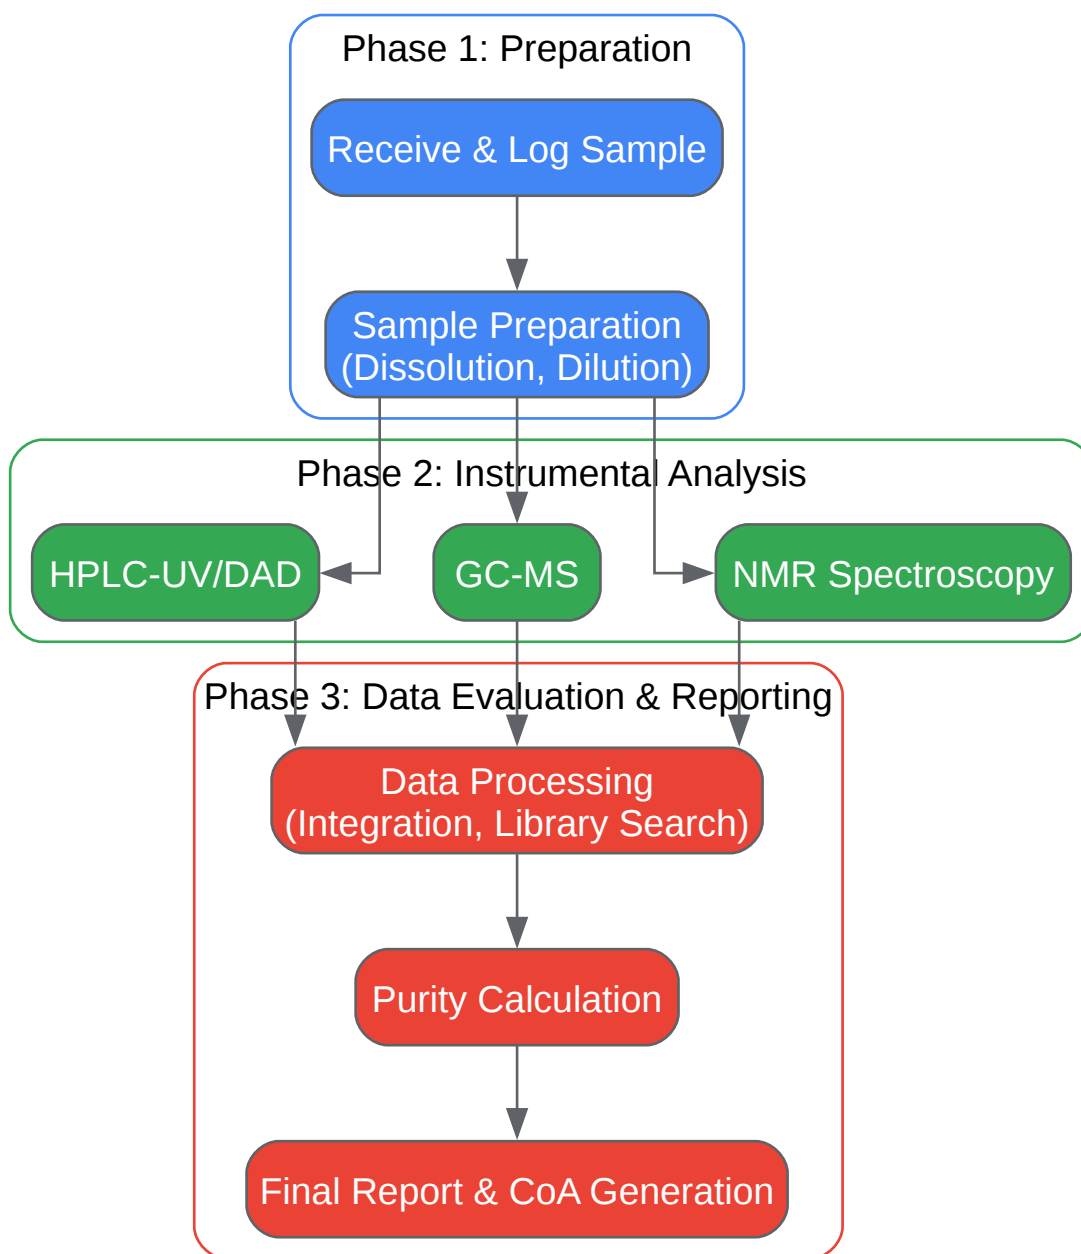 Phase 1: Preparation
Receive & Log Sample
Sample Preparation
(Dissolution, Dilution)
Phase 2: Instrumental Analysis
HPLC-UV/DAD
GC-MS
NMR Spectroscopy
Phase 3: Data Evaluation & Reporting
Data Processing
(Integration, Library Search)
Purity Calculation
Final Report & CoA Generation